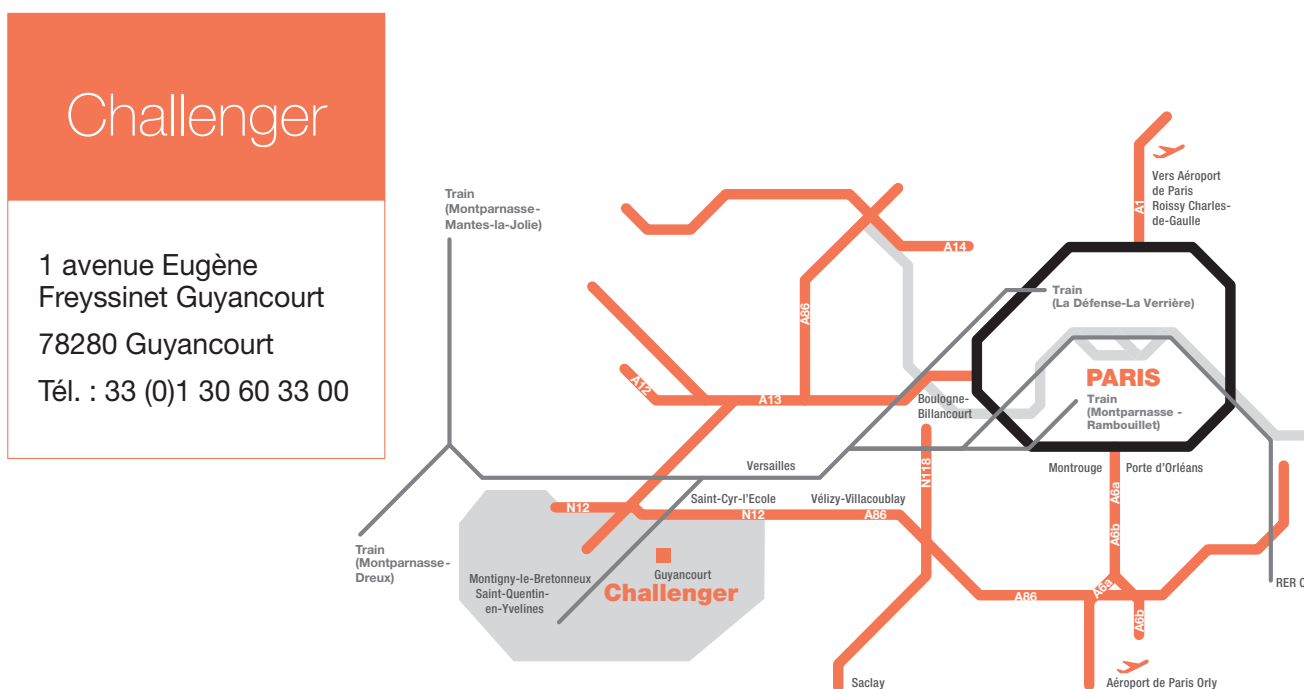 Challenger
1 avenue Eugène
Freyssinet Guyancourt
78280 Guyancourt
Tél. : 33 (0)1 30 60 33 00
Train
(Montparnasse-
Mantes-la-Jolie)
Vers Aéroport
de Paris
Roissy Charles-
de-Gaulle
A1
A14
A86
Train
(La Défense-La Verrière)
A12
A13
PARIS
Boulogne-
Billancourt
Train
(Montparnasse -
Rambouillet)
Versailles
N118
Montrouge
Porte d'Orléans
A6a
N12
Saint-Cyr-l'Ecole
N12
Vélizy-Villacoublay
A86
A6b
Train
(Montparnasse-
Dreux)
Montigny-le-Bretonneux
Saint-Quentin-
en-Yvelines
Guyancourt
Challenger
A86
A6a
A6b
RER C
Saclay
Aéroport de Paris Orly